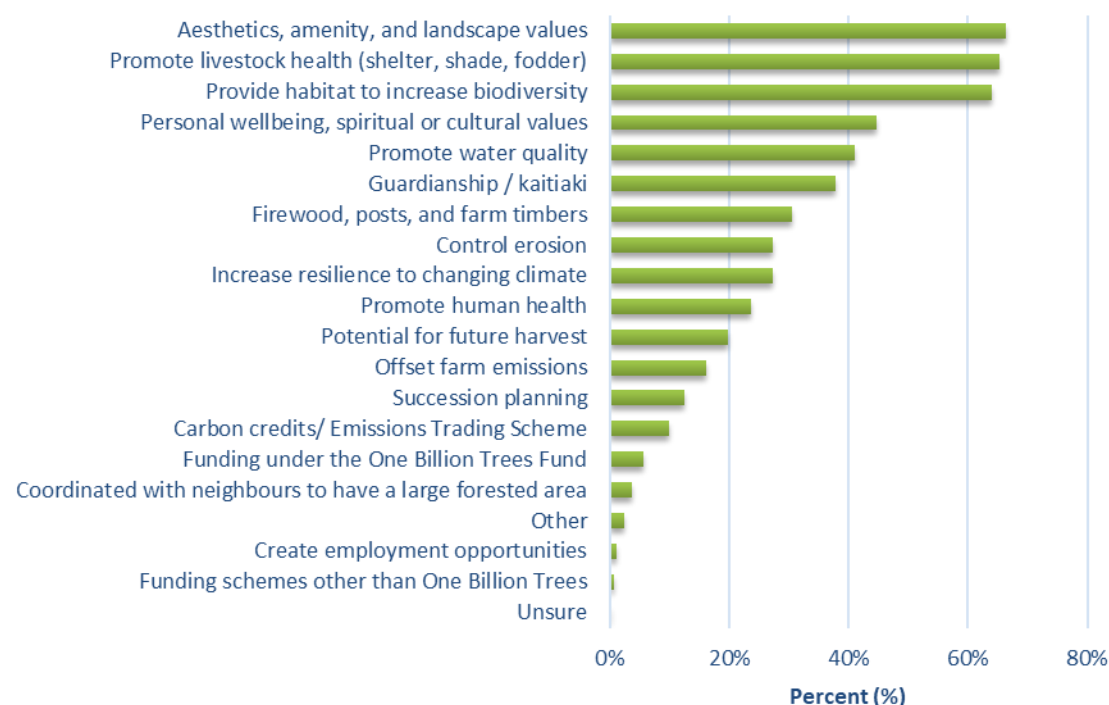 Aesthetics, amenity, and landscape values
Promote livestock health (shelter, shade, fodder)
Provide habitat to increase biodiversity
Personal wellbeing, spiritual or cultural values
Promote water quality
Guardianship / kaitiaki
Firewood, posts, and farm timbers
Control erosion
Increase resilience to changing climate
Promote human health
Potential for future harvest
Offset farm emissions
Succession planning
Carbon credits/ Emissions Trading Scheme
Funding under the One Billion Trees Fund
Coordinated with neighbours to have a large forested area
Other
Create employment opportunities
Funding schemes other than One Billion Trees
Unsure
0% 20% 40% 60% 80%
Percent (%)